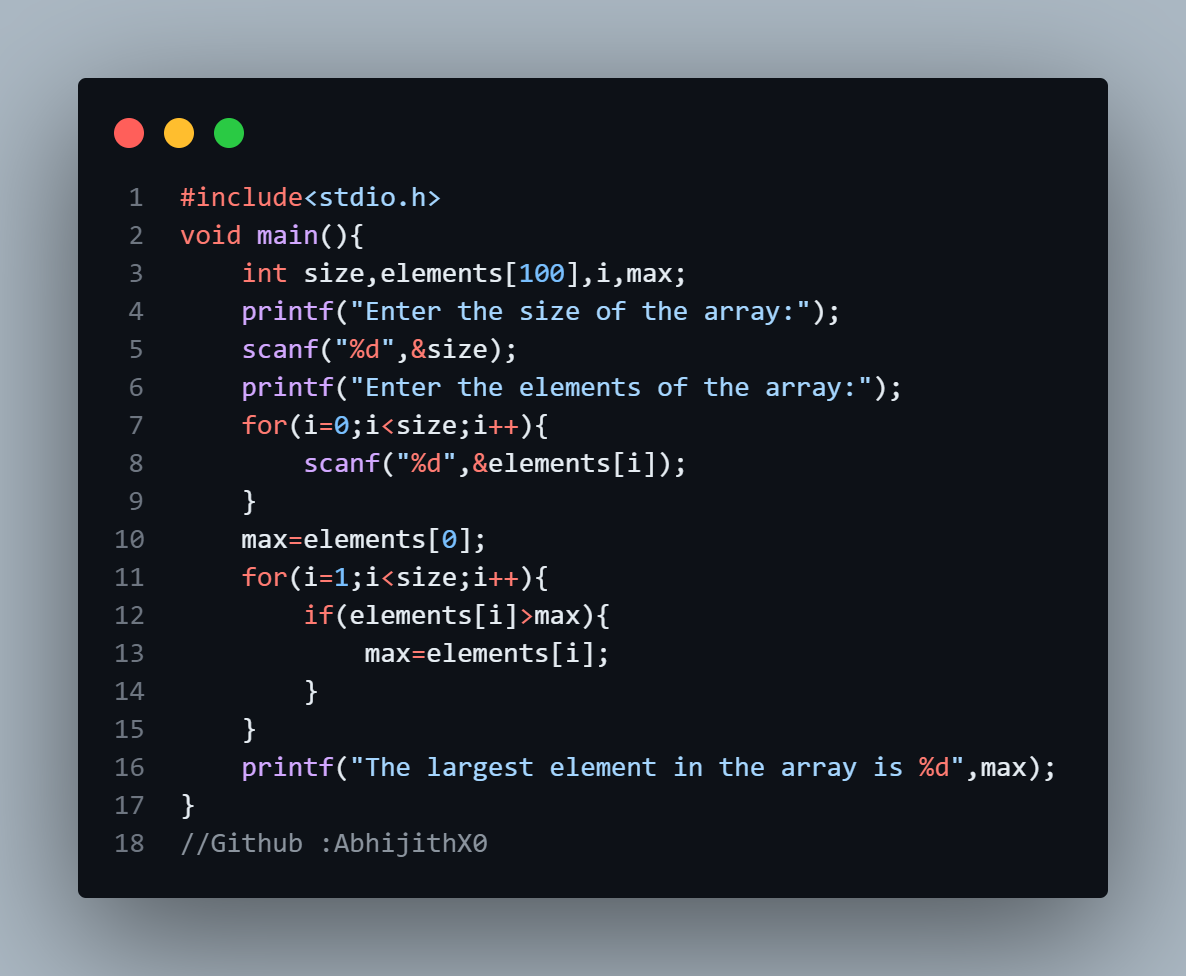 1 #include<stdio.h>
2 void main(){
3     int size,elements[100],i,max;
4     printf("Enter the size of the array:");
5     scanf("%d",&size);
6     printf("Enter the elements of the array:");
7     for(i=0;i<size;i++){
8         scanf("%d",&elements[i]);
9     }
10     max=elements[0];
11     for(i=1;i<size;i++){
12         if(elements[i]>max){
13             max=elements[i];
14         }
15     }
16     printf("The largest element in the array is %d",max);
17 }
18 //Github :AbhijithX0